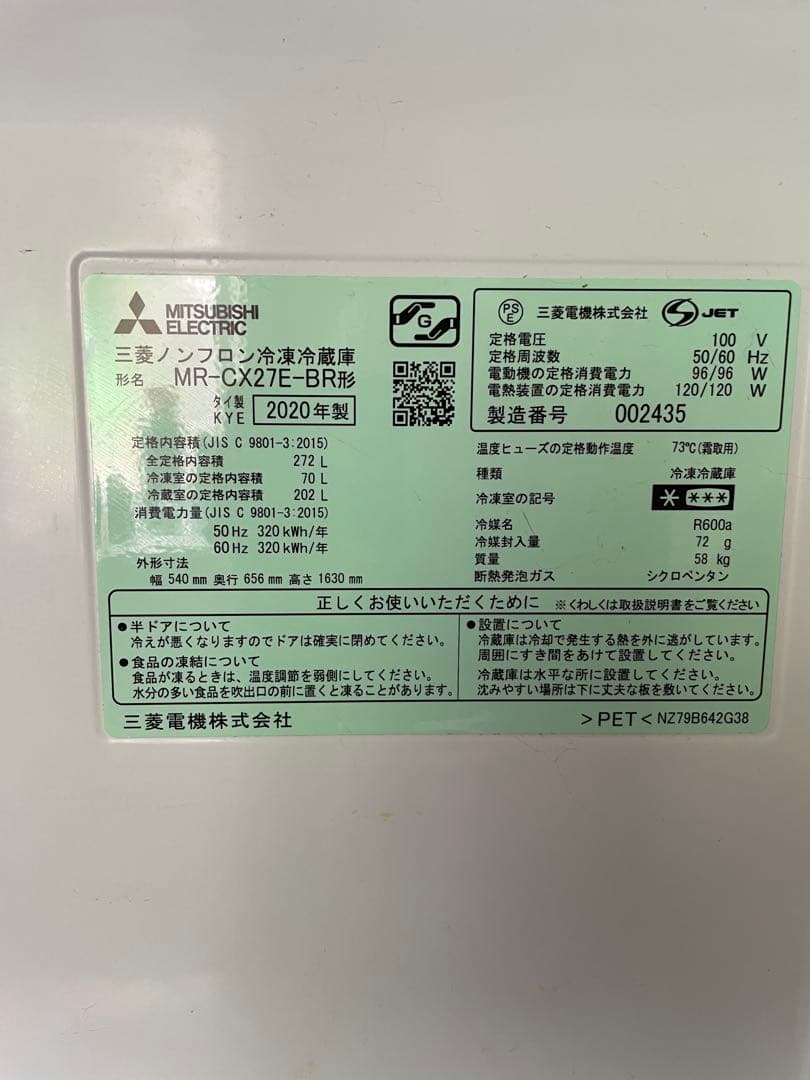 MITSUBISHI
ELECTRIC
三菱ノンフロン冷凍冷蔵庫
形名 MR-CX27E-BR形
タイ製
KYE 2020年製
G
定格内容積(JIS C 9801-3:2015)
全定格内容積 272 L
冷凍室の定格内容積 70 L
冷蔵室の定格内容積 202 L
消費電力量(JIS C 9801-3:2015)
50Hz 320kWh/年
60Hz 320kWh/年
外形寸法
幅 540mm 奥行 656mm 高さ 1630mm
PS
E 三菱電機株式会社 S JET
定格電圧 100 V
定格周波数 50/60 Hz
電動機の定格消費電力 96/96 W
電熱装置の定格消費電力 120/120 W
製造番号 002435
温度ヒューズの定格動作温度 73℃(霜取用)
種類 冷凍冷蔵庫
冷凍室の記号 * ***
冷媒名 R600a
冷媒封入量 72 g
質量 58 kg
断熱発泡ガス シクロペンタン
正しくお使いいただくために ※くわしくは取扱説明書をご覧ください
●半ドアについて
冷えが悪くなりますのでドアは確実に閉めてください。
●食品の凍結について
食品が凍るときは、温度調節を弱側にしてください。
水分の多い食品を吹出口の前に置くと凍ることがあります。
●設置について
冷蔵庫は冷却で発生する熱を外に逃がしています。
周囲にすき間をあけて設置してください。
冷蔵庫は水平な所に設置してください。
沈みやすい場所は下に丈夫な板を敷いてください。
三菱電機株式会社
>PET< NZ79B642G38